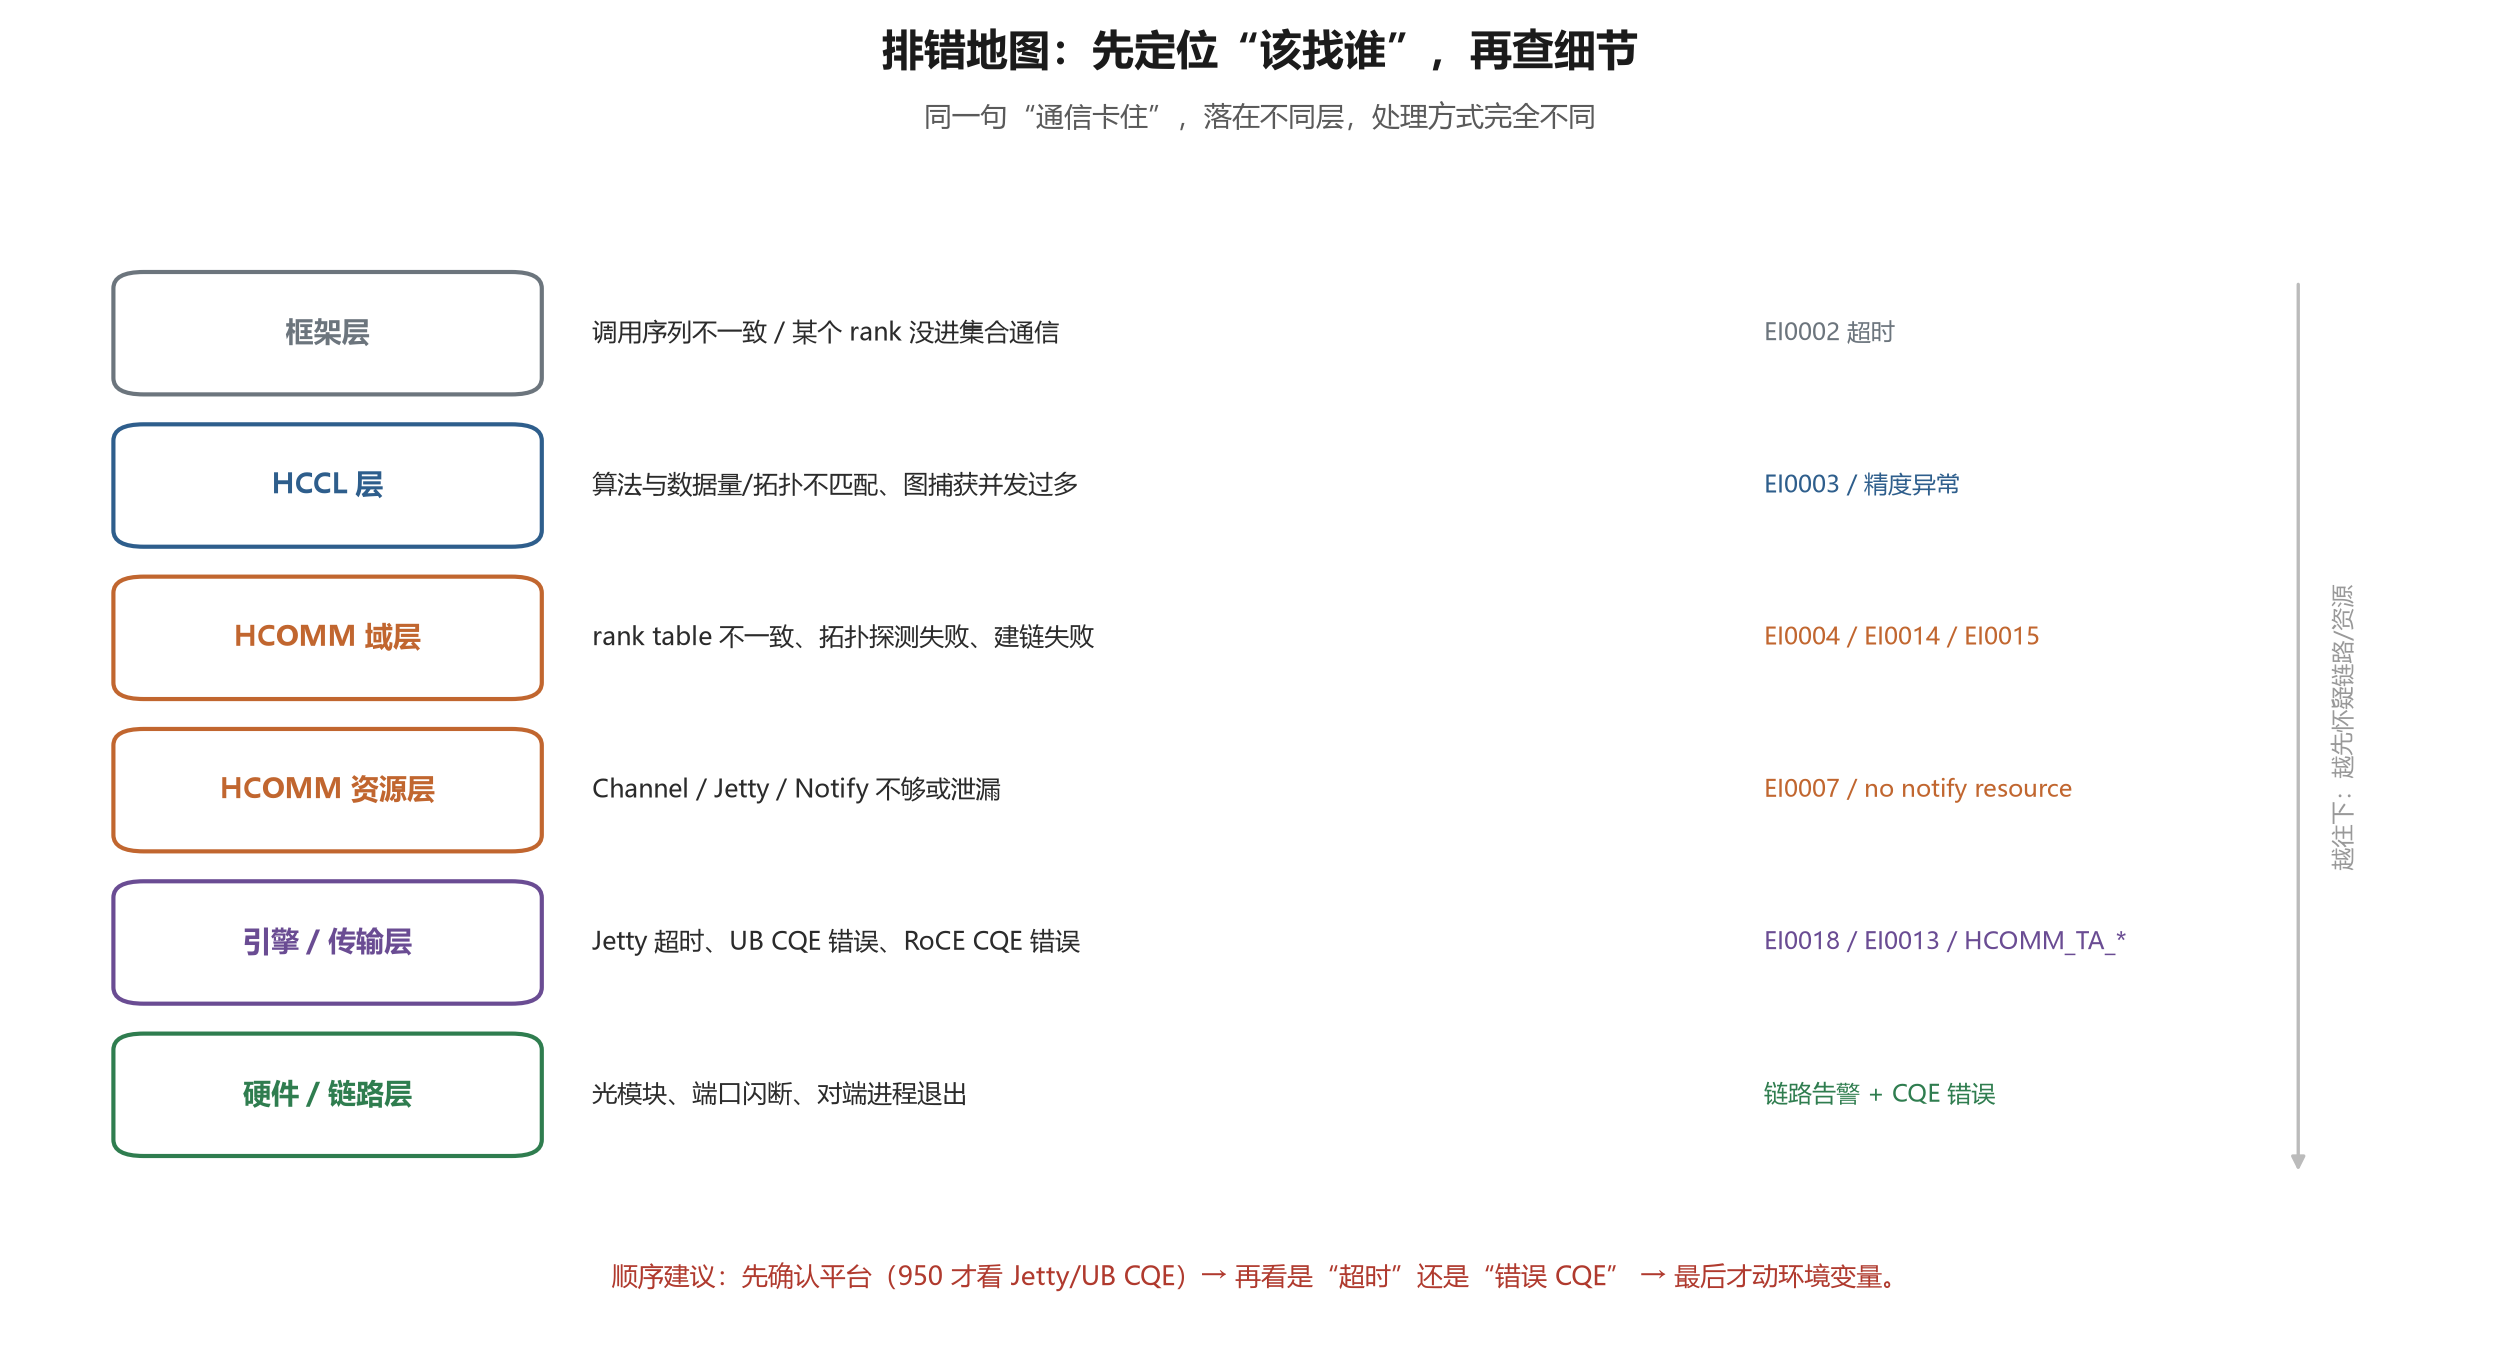 排错地图：先定位“该找谁”，再查细节
同一句“通信卡住”，落在不同层，处理方式完全不同
框架层
调用序列不一致 / 某个 rank 没进集合通信
EI0002 超时
HCCL 层
算法与数据量/拓扑不匹配、图捕获并发过多
EI0003 / 精度异常
HCOMM 域层
rank table 不一致、拓扑探测失败、建链失败
EI0004 / EI0014 / EI0015
HCOMM 资源层
Channel / Jetty / Notify 不够或泄漏
EI0007 / no notify resource
引擎 / 传输层
Jetty 超时、UB CQE 错误、RoCE CQE 错误
EI0018 / EI0013 / HCOMM_TA_*
硬件 / 链路层
光模块、端口闪断、对端进程退出
链路告警 + CQE 错误
越往下：越先怀疑链路/资源
顺序建议：先确认平台（950 才看 Jetty/UB CQE）→ 再看是“超时”还是“错误 CQE” → 最后才动环境变量。